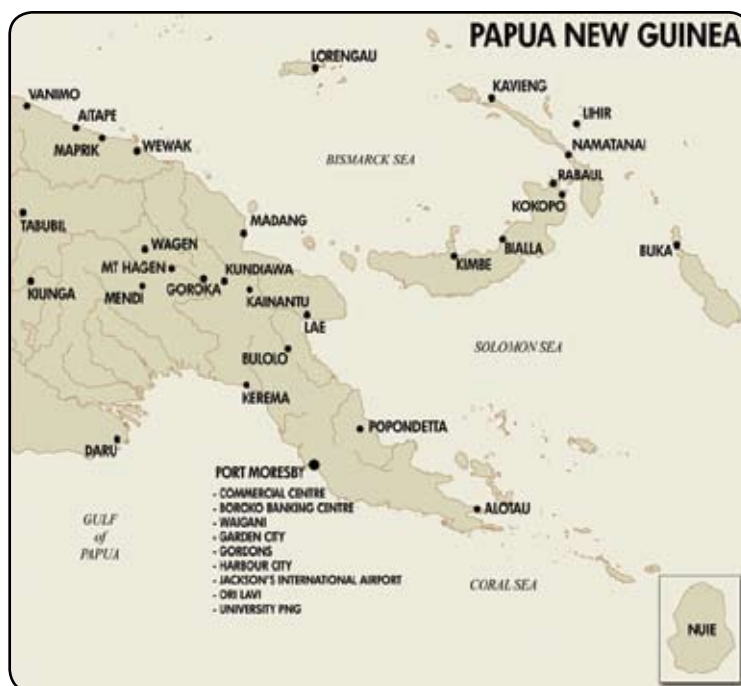 PAPUA NEW GUINEA
LORENGAU
VANIMO
AITAPE
MAPRIK
WEWAK
KAVIENG
LIHIR
NAMATANAI
BISMARCK SEA
RABAUL
KOKOPO
TABUBIL
MADANG
WAGEN
BIALLA
BUKA
MT HAGEN
KUNDIAWA
KIMBE
KIUNGA
MENDI
GOROKA
KAINANTU
LAE
SOLOMON SEA
BULOLO
KEREMA
POPONDETTA
DARU
PORT MORESBY
- COMMERCIAL CENTRE
- BOROKO BANKING CENTRE
- WAIGANI
- GARDEN CITY
- GORDONS
- HARBOUR CITY
- JACKSON'S INTERNATIONAL AIRPORT
- ORI LAVI
- UNIVERSITY PNG
ALOTAU
GULF
of
PAPUA
CORAL SEA
NUIE